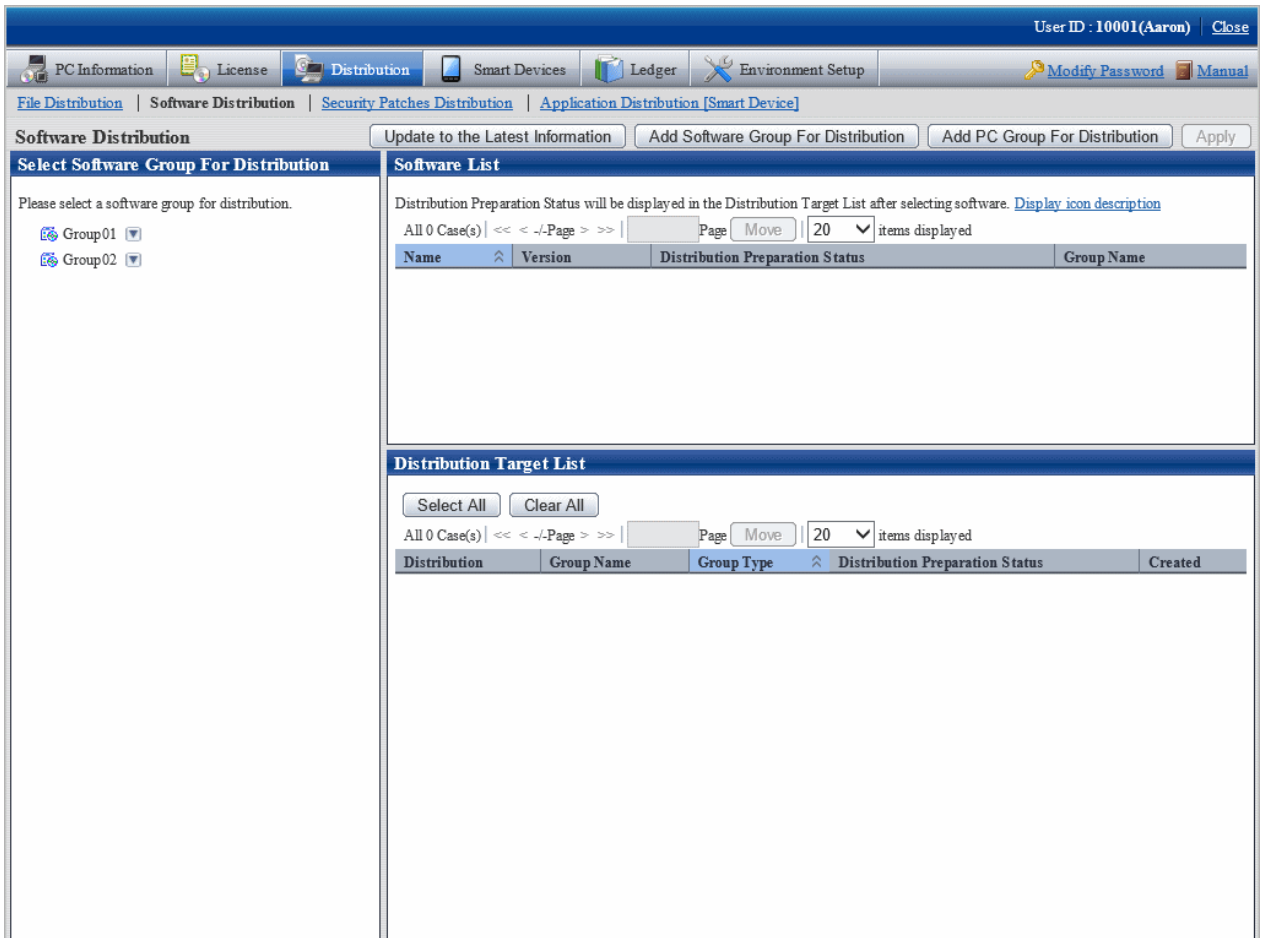 User ID : 10001(Aaron) Close
PC Information License Distribution Smart Devices Ledger Environment Setup Modify Password Manual
File Distribution | Software Distribution | Security Patches Distribution | Application Distribution [Smart Device]
Software Distribution Update to the Latest Information Add Software Group For Distribution Add PC Group For Distribution Apply
Select Software Group For Distribution
Please select a software group for distribution.
Group01
Group02
Software List
Distribution Preparation Status will be displayed in the Distribution Target List after selecting software. Display icon description
All 0 Case(s) | << < -/-Page > >> | Page Move | 20 items displayed
Name Version Distribution Preparation Status Group Name
Distribution Target List
Select All Clear All
All 0 Case(s) | << < -/-Page > >> | Page Move | 20 items displayed
Distribution Group Name Group Type Distribution Preparation Status Created